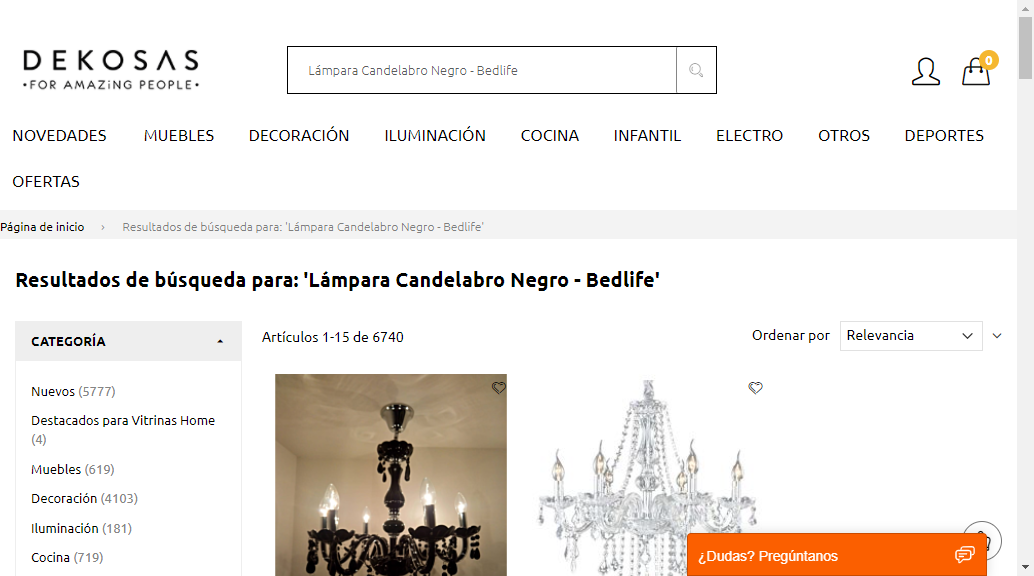 DEKOSAS
•FOR AMAZiNG PEOPLE•
Lámpara Candelabro Negro - Bedlife
0
NOVEDADES MUEBLES DECORACIÓN ILUMINACIÓN COCINA INFANTIL ELECTRO OTROS DEPORTES
OFERTAS
Página de inicio › Resultados de búsqueda para: 'Lámpara Candelabro Negro - Bedlife'
Resultados de búsqueda para: 'Lámpara Candelabro Negro - Bedlife'
CATEGORÍA
Artículos 1-15 de 6740
Ordenar por Relevancia
Nuevos (5777)
Destacados para Vitrinas Home
(4)
Muebles (619)
Decoración (4103)
Iluminación (181)
Cocina (719)
¿Dudas? Pregúntanos